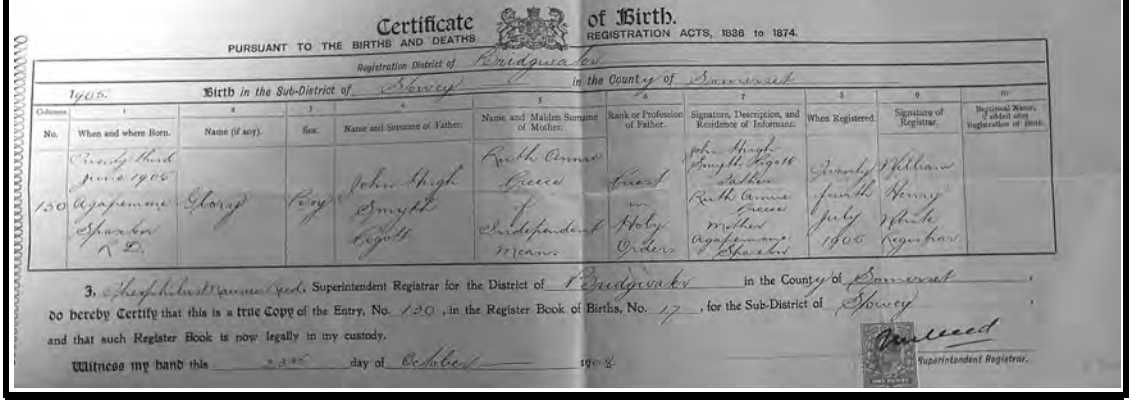 Certificate of Birth.
PURSUANT TO THE BIRTHS AND DEATHS REGISTRATION ACTS, 1836 to 1874.
Registration District of Bridgwater
1905. Birth in the Sub-District of Stowey in the County of Somerset
Columns 1 2 3 4 5 6 7 8 9 10
No. When and where Born. Name (if any). Sex. Name and Surname of Father. Name and Maiden Surname of Mother. Rank or Profession of Father. Signature, Description, and Residence of Informant. When Registered. Signature of Registrar. Baptismal Name, if added after Registration of Birth.
130
Third
June 1905
Agapemone
Spaxton
R.D.
Glory
Boy
John Hugh
Smyth
Pigott
Ruth Annie
Preece
of
Independent
Means
Priest
in
Holy
Orders
John Hugh
Smyth Pigott
Father
Ruth Annie
Preece
Mother
Agapemone
Spaxton
Twenty
fourth
July
1905
William
Henry
White
Registrar
I, Superintendent Registrar for the District of Bridgwater in the County of Somerset
do hereby Certify that this is a true Copy of the Entry, No. 130, in the Register Book of Births, No. 17, for the Sub-District of Stowey
and that such Register Book is now legally in my custody.
Witness my hand this day of October
Superintendent Registrar.
ONE PENNY